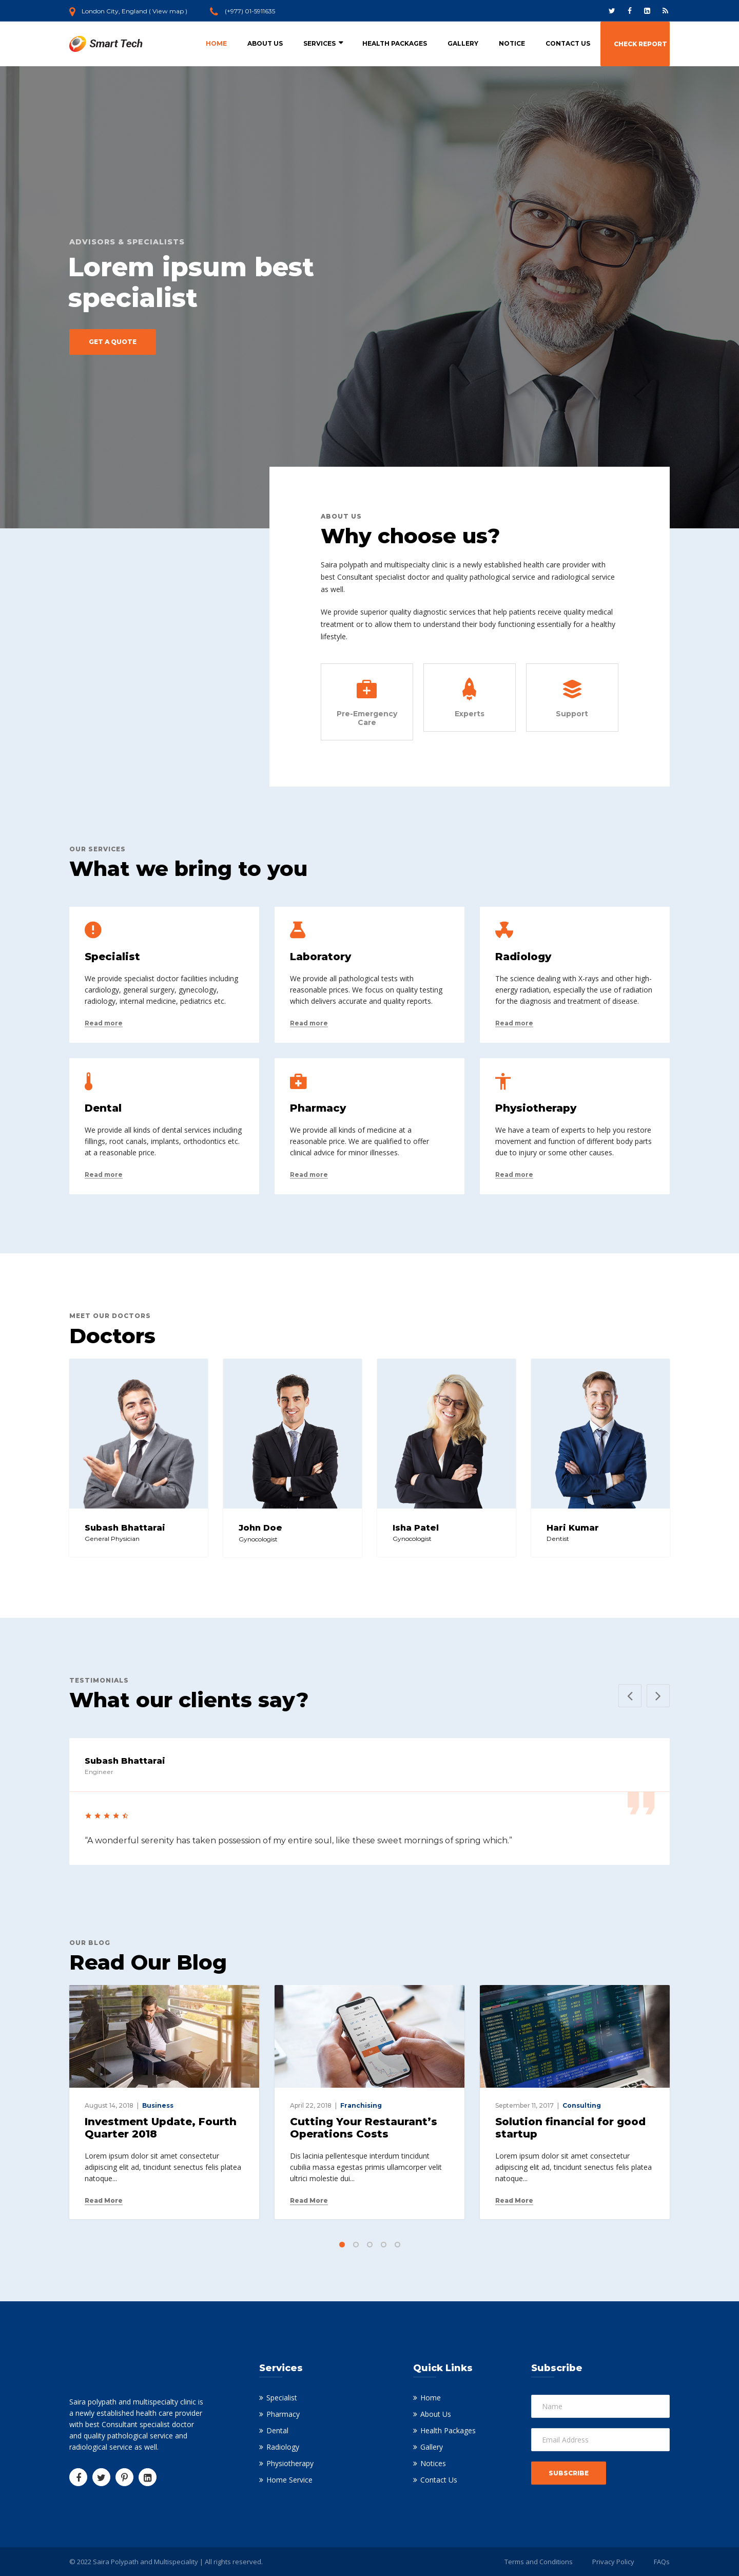 London City, England ( View map )
(+977) 01-5911635
Smart Tech
HOME
ABOUT US
SERVICES
HEALTH PACKAGES
GALLERY
NOTICE
CONTACT US
CHECK REPORT
ADVISORS & SPECIALISTS
Lorem ipsum best
specialist
GET A QUOTE
ABOUT US
Why choose us?
Saira polypath and multispecialty clinic is a newly established health care provider with
best Consultant specialist doctor and quality pathological service and radiological service
as well.
We provide superior quality diagnostic services that help patients receive quality medical
treatment or to allow them to understand their body functioning essentially for a healthy
lifestyle.
Pre-Emergency
Care
Experts
Support
OUR SERVICES
What we bring to you
Specialist
We provide specialist doctor facilities including
cardiology, general surgery, gynecology,
radiology, internal medicine, pediatrics etc.
Read more
Laboratory
We provide all pathological tests with
reasonable prices. We focus on quality testing
which delivers accurate and quality reports.
Read more
Radiology
The science dealing with X-rays and other high-
energy radiation, especially the use of radiation
for the diagnosis and treatment of disease.
Read more
Dental
We provide all kinds of dental services including
fillings, root canals, implants, orthodontics etc.
at a reasonable price.
Read more
Pharmacy
We provide all kinds of medicine at a
reasonable price. We are qualified to offer
clinical advice for minor illnesses.
Read more
Physiotherapy
We have a team of experts to help you restore
movement and function of different body parts
due to injury or some other causes.
Read more
MEET OUR DOCTORS
Doctors
Subash Bhattarai
General Physician
John Doe
Gynocologist
Isha Patel
Gynocologist
Hari Kumar
Dentist
TESTIMONIALS
What our clients say?
Subash Bhattarai
Engineer
“A wonderful serenity has taken possession of my entire soul, like these sweet mornings of spring which.”
OUR BLOG
Read Our Blog
August 14, 2018 | Business
Investment Update, Fourth
Quarter 2018
Lorem ipsum dolor sit amet consectetur
adipiscing elit ad, tincidunt senectus felis platea
natoque...
Read More
April 22, 2018 | Franchising
Cutting Your Restaurant’s
Operations Costs
Dis lacinia pellentesque interdum tincidunt
cubilia massa egestas primis ullamcorper velit
ultrici molestie dui...
Read More
September 11, 2017 | Consulting
Solution financial for good
startup
Lorem ipsum dolor sit amet consectetur
adipiscing elit ad, tincidunt senectus felis platea
natoque...
Read More
Saira polypath and multispecialty clinic is
a newly established health care provider
with best Consultant specialist doctor
and quality pathological service and
radiological service as well.
Services
Specialist
Pharmacy
Dental
Radiology
Physiotherapy
Home Service
Quick Links
Home
About Us
Health Packages
Gallery
Notices
Contact Us
Subscribe
Name
Email Address
SUBSCRIBE
© 2022 Saira Polypath and Multispeciality | All rights reserved.
Terms and Conditions
Privacy Policy
FAQs